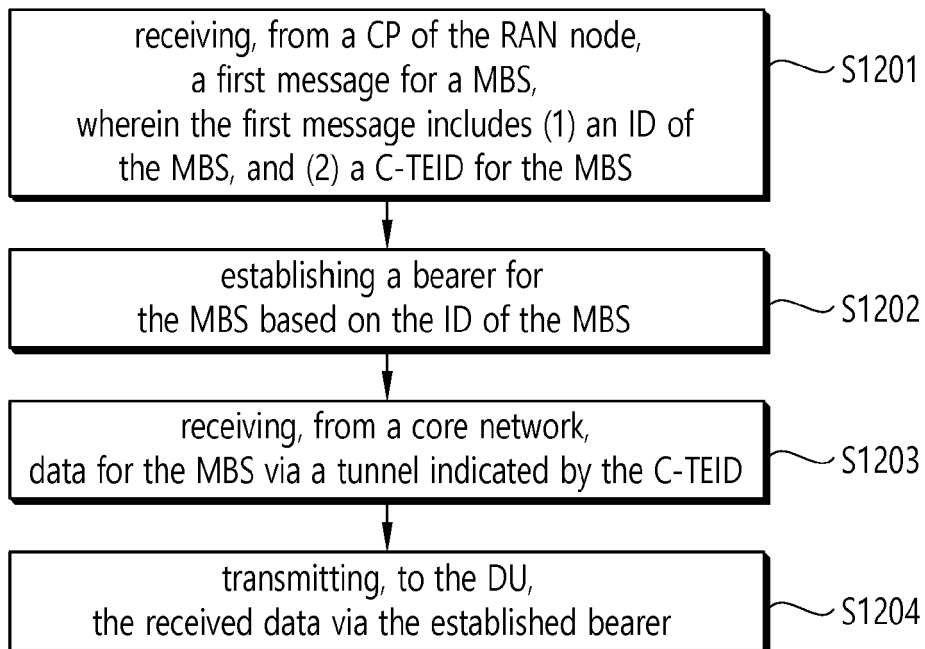 receiving, from a CP of the RAN node,
a first message for a MBS,
wherein the first message includes (1) an ID of
the MBS, and (2) a C-TEID for the MBS
S1201
establishing a bearer for
the MBS based on the ID of the MBS
S1202
receiving, from a core network,
data for the MBS via a tunnel indicated by the C-TEID
S1203
transmitting, to the DU,
the received data via the established bearer
S1204